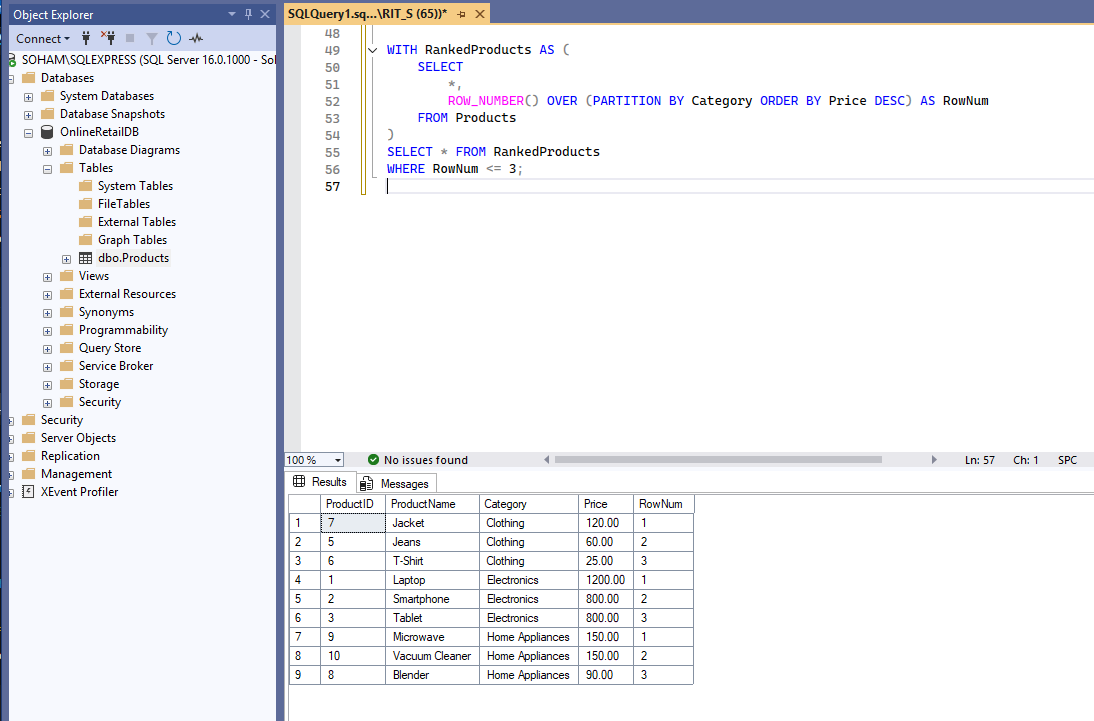 Object Explorer
Connect
SOHAM\SQLEXPRESS (SQL Server 16.0.1000 - Sol
Databases
System Databases
Database Snapshots
OnlineRetailDB
Database Diagrams
Tables
System Tables
FileTables
External Tables
Graph Tables
dbo.Products
Views
External Resources
Synonyms
Programmability
Query Store
Service Broker
Storage
Security
Security
Server Objects
Replication
Management
XEvent Profiler
SQLQuery1.sq...\RIT_S (65))*
48
49 WITH RankedProducts AS (
50 SELECT
51 *,
52 ROW_NUMBER() OVER (PARTITION BY Category ORDER BY Price DESC) AS RowNum
53 FROM Products
54 )
55 SELECT * FROM RankedProducts
56 WHERE RowNum <= 3;
57
100 % No issues found Ln: 57 Ch: 1 SPC
Results Messages
ProductID ProductName Category Price RowNum
1 7 Jacket Clothing 120.00 1
2 5 Jeans Clothing 60.00 2
3 6 T-Shirt Clothing 25.00 3
4 1 Laptop Electronics 1200.00 1
5 2 Smartphone Electronics 800.00 2
6 3 Tablet Electronics 800.00 3
7 9 Microwave Home Appliances 150.00 1
8 10 Vacuum Cleaner Home Appliances 150.00 2
9 8 Blender Home Appliances 90.00 3